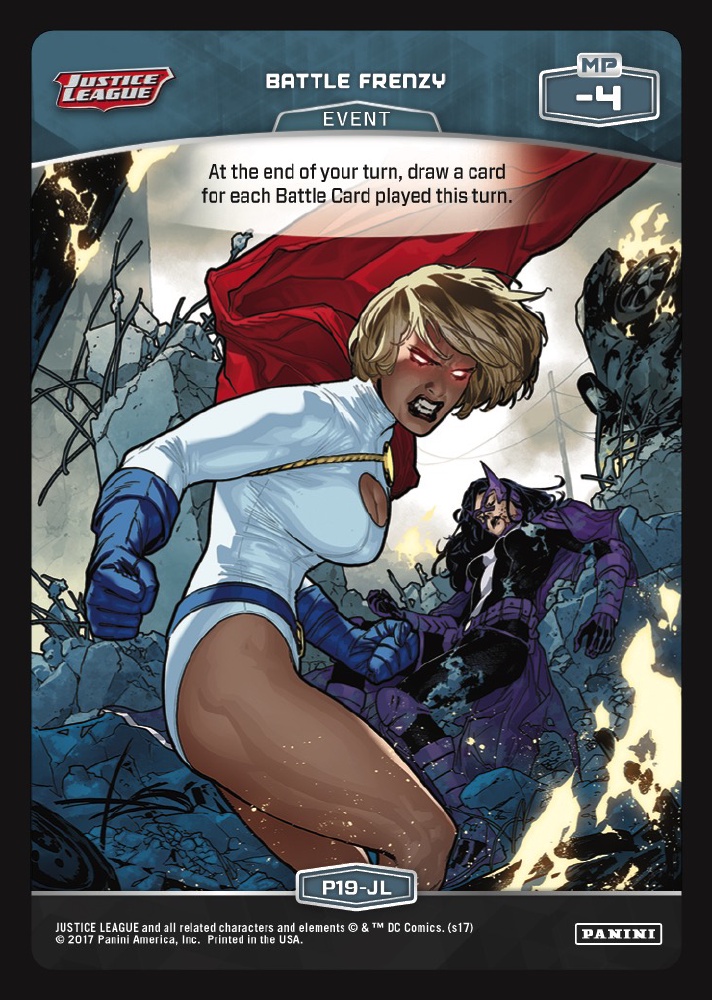 JUSTICE
LEAGUE
BATTLE FRENZY
MP
-4
EVENT
At the end of your turn, draw a card
for each Battle Card played this turn.
P19-JL
JUSTICE LEAGUE and all related characters and elements © & ™ DC Comics. (s17)
© 2017 Panini America, Inc. Printed in the USA.
PANINI